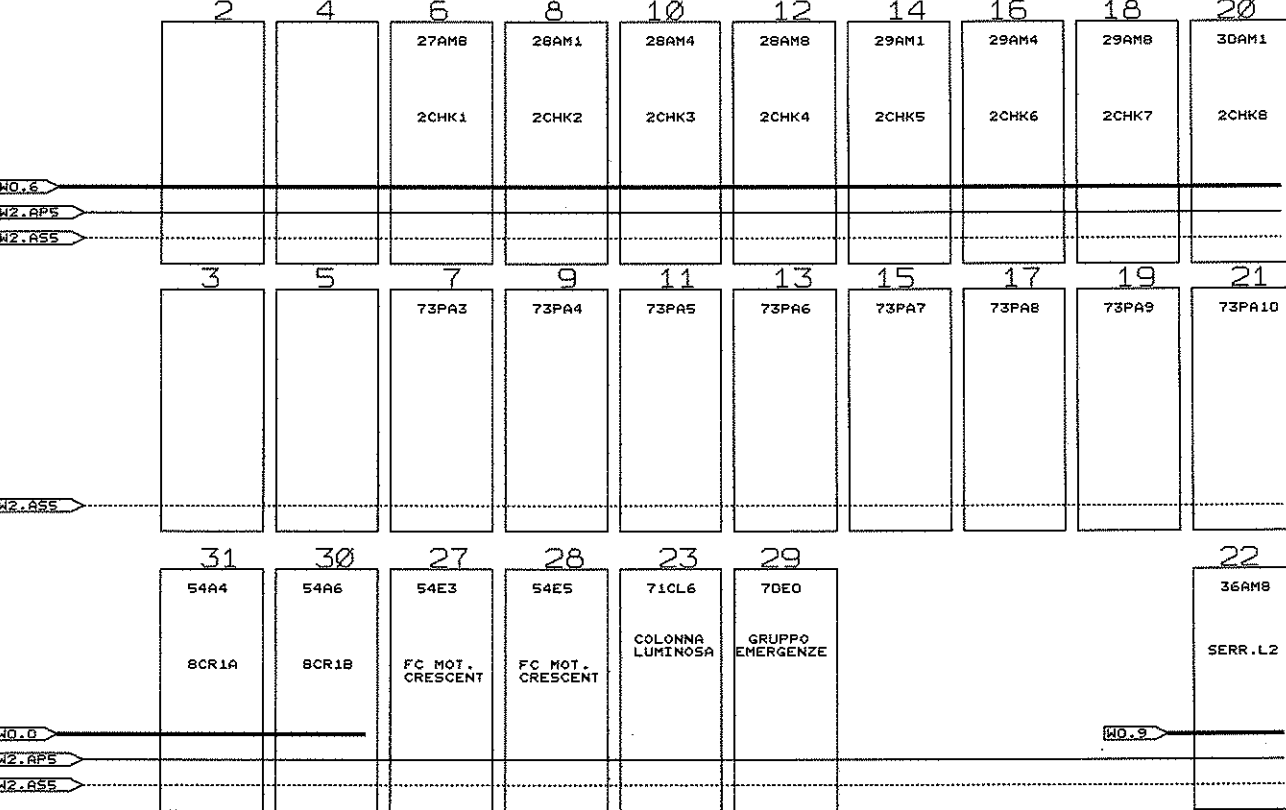 2 4 6 8 10 12 14 16 18 20
27AM8 28AM1 28AM4 28AM8 29AM1 29AM4 29AM8 30AM1
2CHK1 2CHK2 2CHK3 2CHK4 2CHK5 2CHK6 2CHK7 2CHK8
W0.6
W2.AP5
W2.AS5
3 5 7 9 11 13 15 17 19 21
73PA3 73PA4 73PA5 73PA6 73PA7 73PA8 73PA9 73PA10
W2.AS5
31 30 27 28 23 29 22
54A4 54A6 54E3 54E5 71CL6 70E0 36AM8
COLONNA GRUPPO
LUMINOSA EMERGENZE SERR.L2
8CR1A 8CR1B FC MOT. FC MOT.
CRESCENT CRESCENT
W0.0 W0.9
W2.AP5
W2.AS5